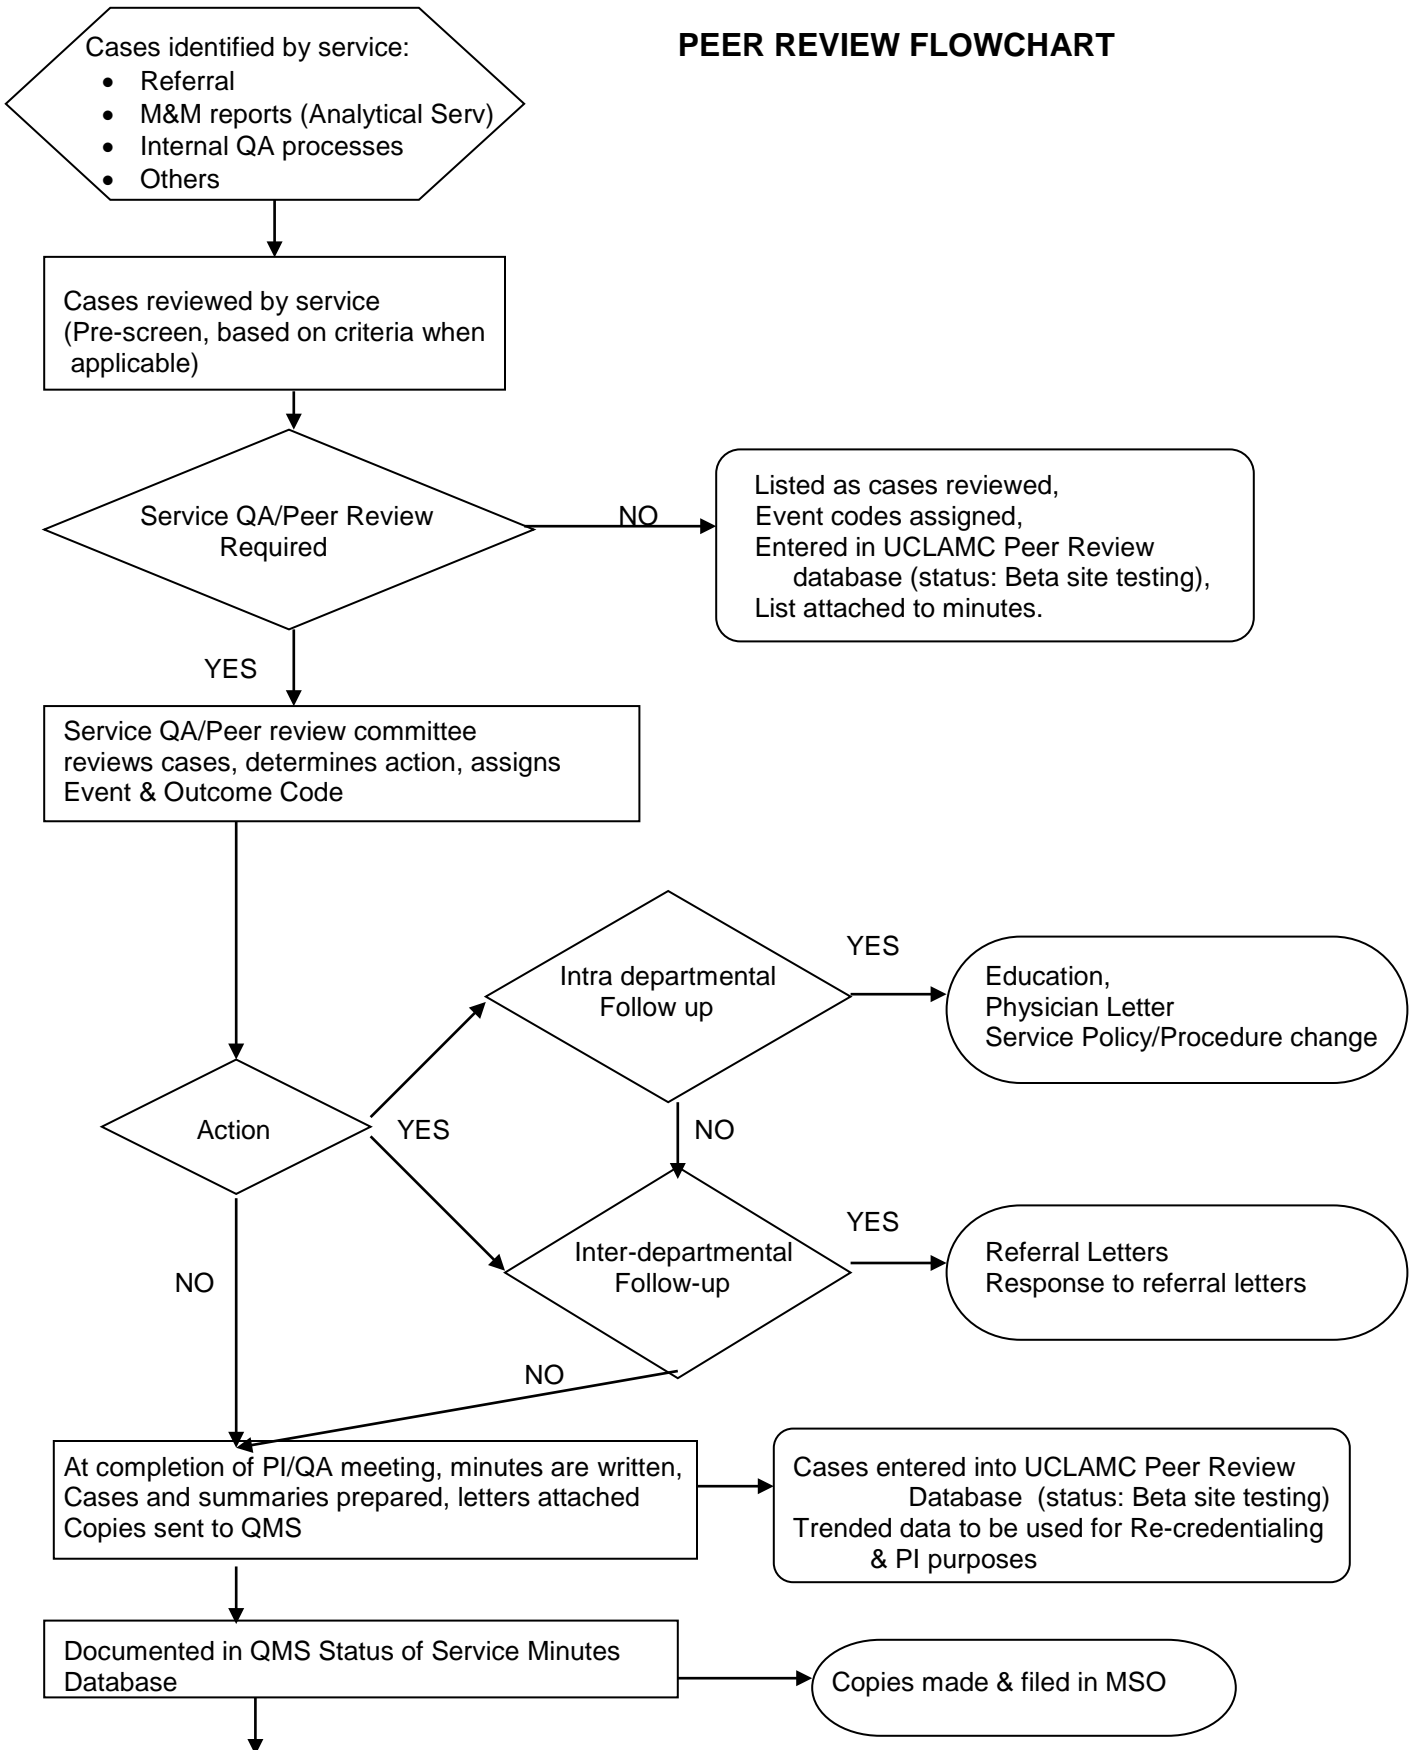 PEER REVIEW FLOWCHART
Cases identified by service:
• Referral
• M&M reports (Analytical Serv)
• Internal QA processes
• Others
Cases reviewed by service
(Pre-screen, based on criteria when
applicable)
Service QA/Peer Review
Required
NO
Listed as cases reviewed,
Event codes assigned,
Entered in UCLAMC Peer Review
database (status: Beta site testing),
List attached to minutes.
YES
Service QA/Peer review committee
reviews cases, determines action, assigns
Event & Outcome Code
Intra departmental
Follow up
YES
Education,
Physician Letter
Service Policy/Procedure change
Action
YES
NO
Inter-departmental
Follow-up
YES
Referral Letters
Response to referral letters
NO
NO
At completion of PI/QA meeting, minutes are written,
Cases and summaries prepared, letters attached
Copies sent to QMS
Cases entered into UCLAMC Peer Review
Database (status: Beta site testing)
Trended data to be used for Re-credentialing
& PI purposes
Documented in QMS Status of Service Minutes
Database
Copies made & filed in MSO